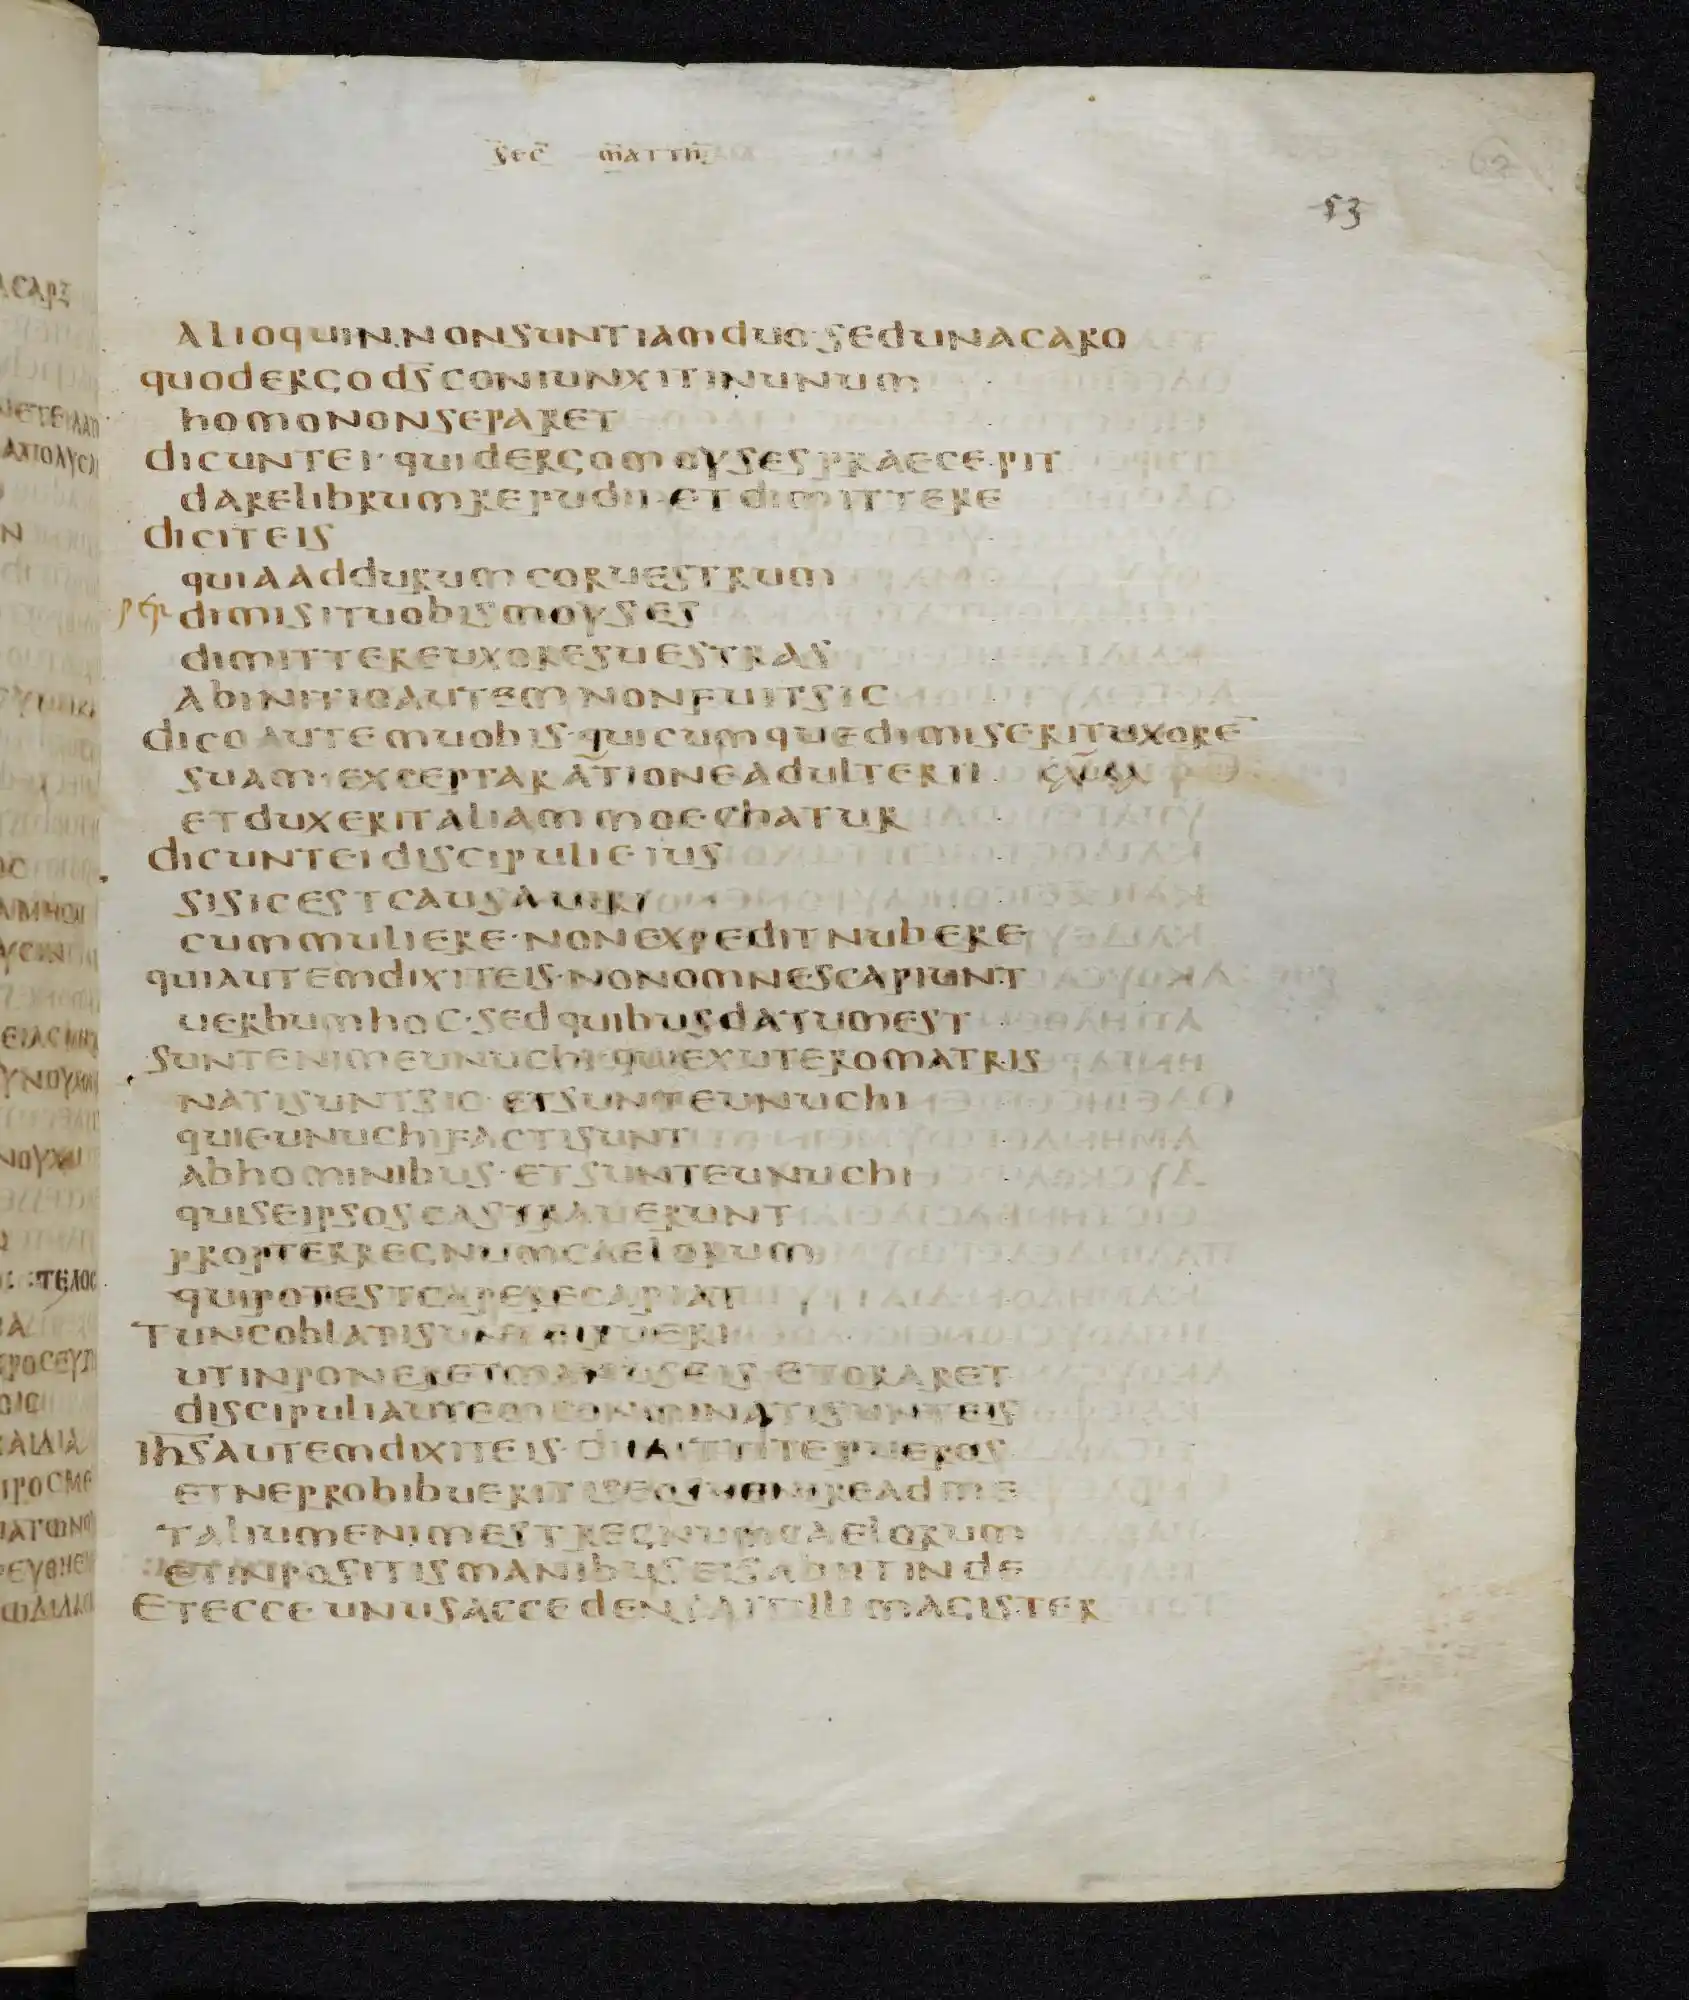 sec matth
53
alioquin non sunt iam duo · sed una caro
quod ergo ds̄ coniunxit in unum
homo non separet
dicunt ei · quid ergo moyses praecepit
dare librum repudii · et dimittere
dicit eis
quia ad durum cor uestrum
dimisit uobis moyses
dimittere uxores uestras
ab initio autem non fuit sic
dico autem uobis · quicumque dimiserit uxorē
suam · excepta ratione adulterii
et duxerit aliam moechatur
dicunt ei discipuli eius
si sic est causa uiri
cum muliere · non expedit nubere
qui autem dixit eis · non omnes capiunt
uerbum hoc · sed quibus datum est
sunt enim eunuchi · qui ex utero matris
nati sunt sic · et sunt eunuchi
qui eunuchi facti sunt
ab hominibus · et sunt eunuchi
qui se ipsos castrauerunt
propter regnum caelorum
qui potest capere capiat
tunc oblati sunt ei pueri
ut inponeret manus eis et oraret
discipuli autem conminati sunt eis
ihs̄ autem dixit eis pueros
et ne prohibueritis eos uenire ad me
talium enim est regnum caelorum
et inpositis manibus eis abiit inde
et ecce unus accedens ait illi magister